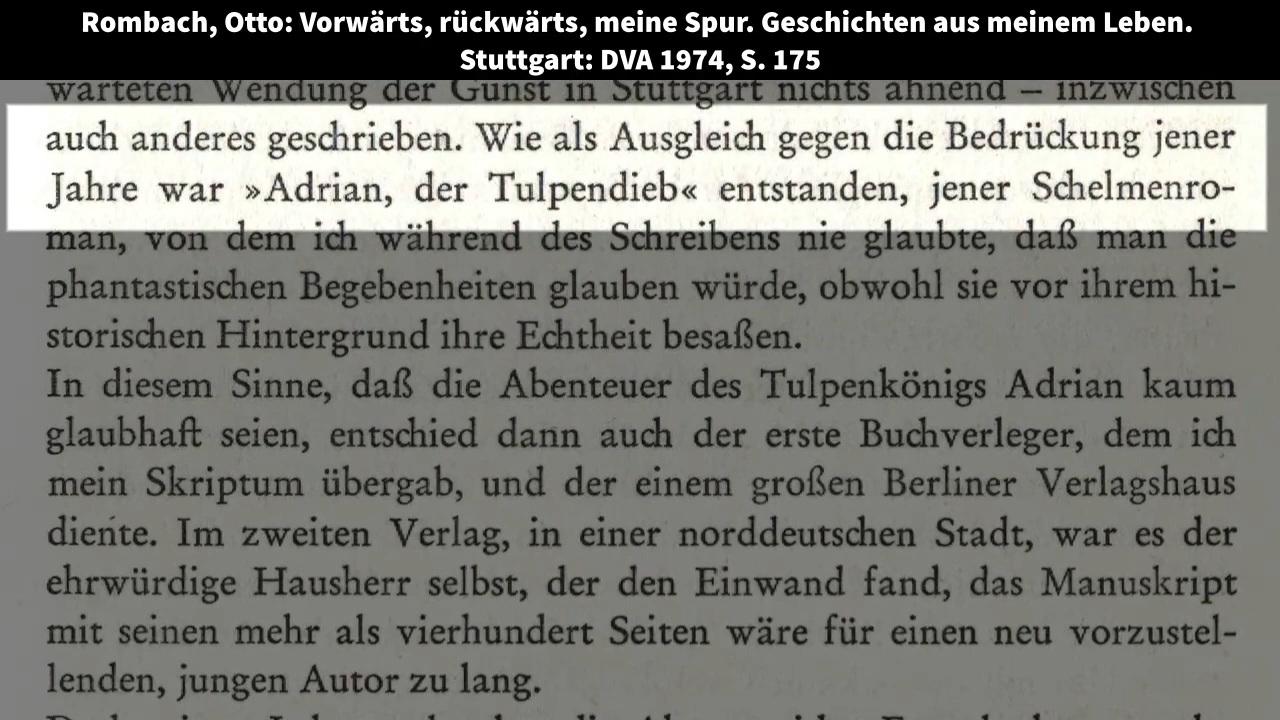 Rombach, Otto: Vorwärts, rückwärts, meine Spur. Geschichten aus meinem Leben.
Stuttgart: DVA 1974, S. 175
warteten Wendung der Gunst in Stuttgart nichts ahnend – inzwischen
auch anderes geschrieben. Wie als Ausgleich gegen die Bedrückung jener
Jahre war »Adrian, der Tulpendieb« entstanden, jener Schelmenro-
man, von dem ich während des Schreibens nie glaubte, daß man die
phantastischen Begebenheiten glauben würde, obwohl sie vor ihrem hi-
storischen Hintergrund ihre Echtheit besaßen.
In diesem Sinne, daß die Abenteuer des Tulpenkönigs Adrian kaum
glaubhaft seien, entschied dann auch der erste Buchverleger, dem ich
mein Skriptum übergab, und der einem großen Berliner Verlagshaus
diente. Im zweiten Verlag, in einer norddeutschen Stadt, war es der
ehrwürdige Hausherr selbst, der den Einwand fand, das Manuskript
mit seinen mehr als vierhundert Seiten wäre für einen neu vorzustel-
lenden, jungen Autor zu lang.